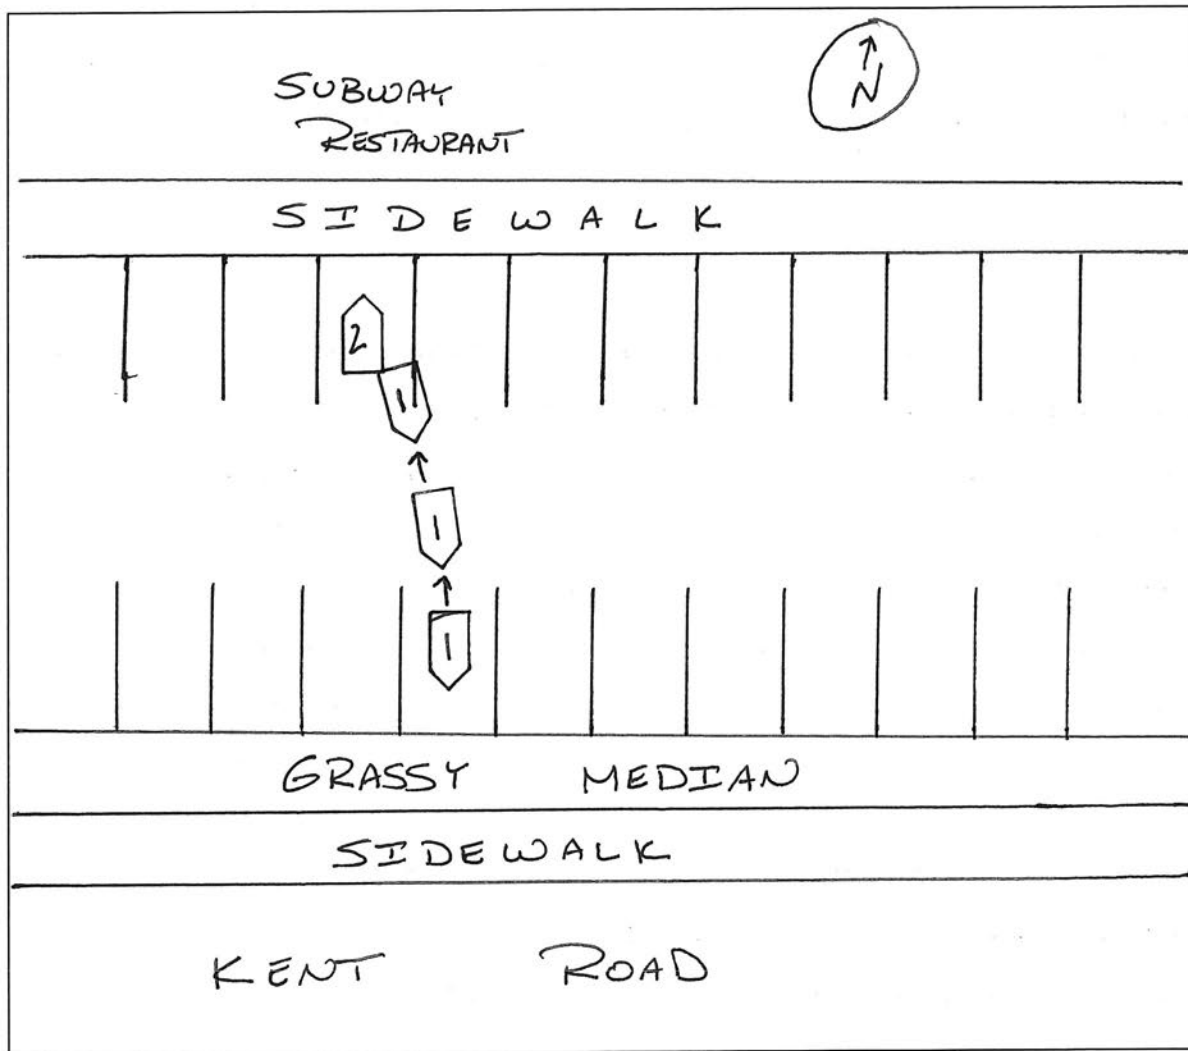 SUBWAY
RESTAURANT
N
SIDEWALK
2
1
1
1
GRASSY MEDIAN
SIDEWALK
KENT ROAD